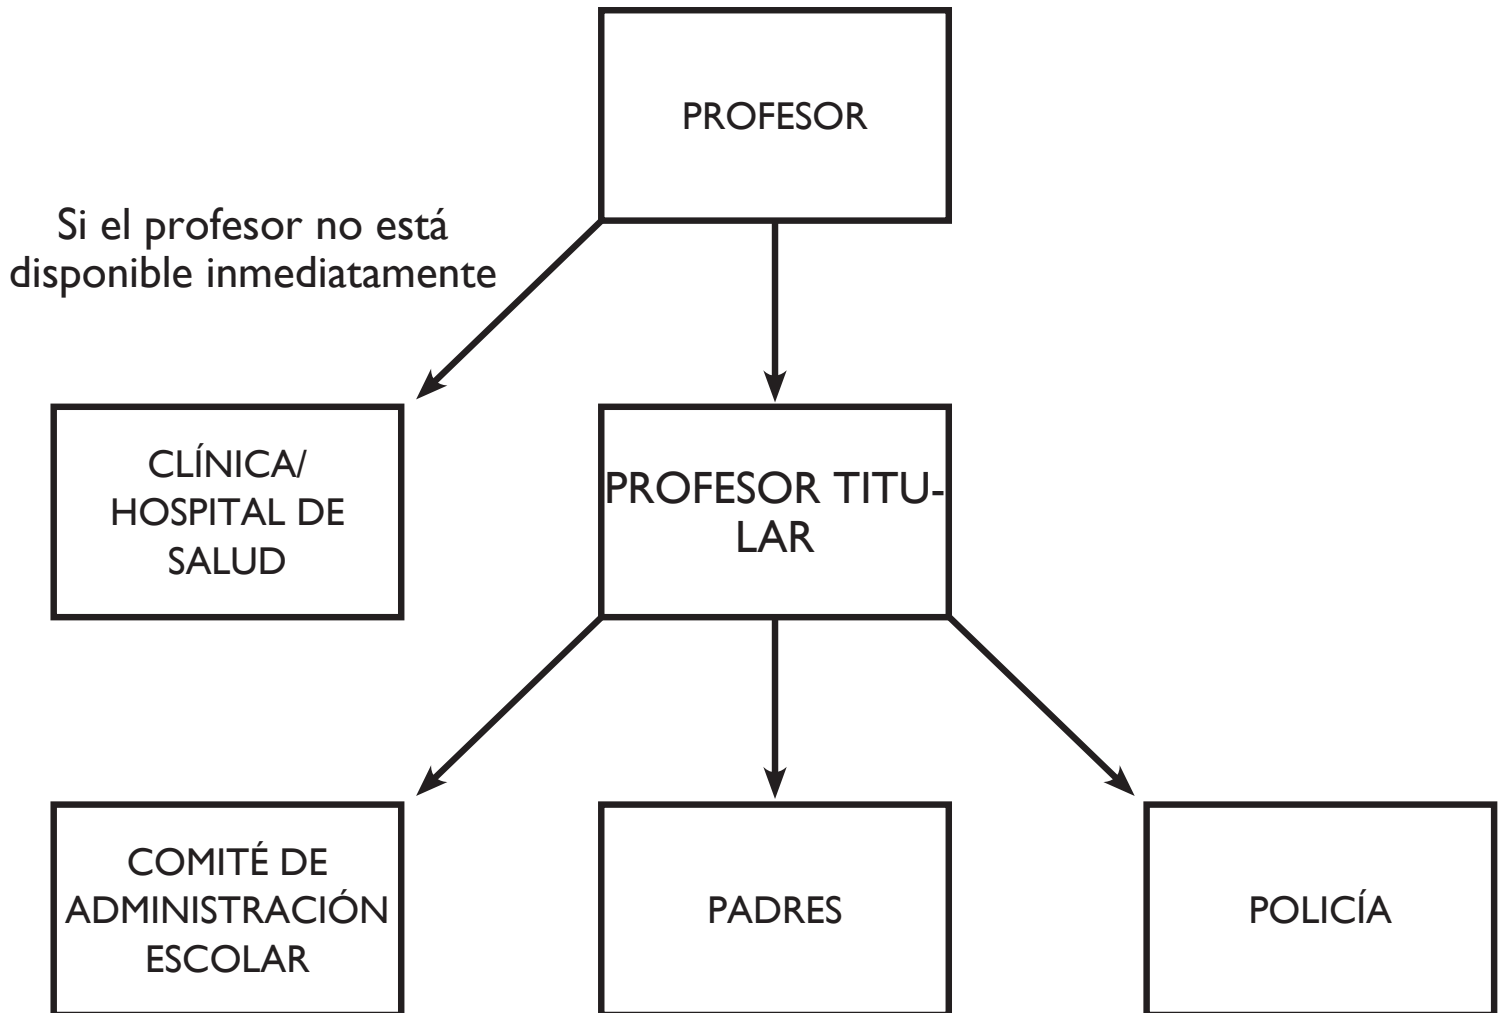 PROFESOR
Si el profesor no está
disponible inmediatamente
CLÍNICA/
HOSPITAL DE
SALUD
PROFESOR TITU-
LAR
COMITÉ DE
ADMINISTRACIÓN
ESCOLAR
PADRES
POLICÍA